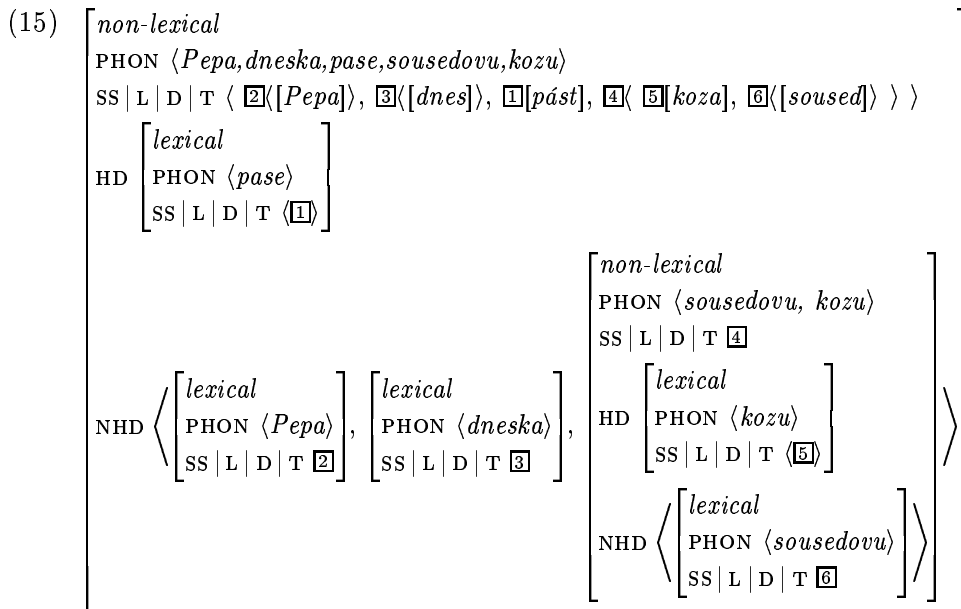 (15)
non-lexical
PHON ⟨Pepa,dneska,pase,sousedovu,kozu⟩
SS | L | D | T ⟨ 2⟨[Pepa]⟩, 3⟨[dnes]⟩, 1[pást], 4⟨ 5[koza], 6⟨[soused]⟩ ⟩ ⟩
HD
lexical
PHON ⟨pase⟩
SS | L | D | T ⟨1⟩
NHD
lexical
PHON ⟨Pepa⟩,
SS | L | D | T 2
lexical
PHON ⟨dneska⟩,
SS | L | D | T 3
non-lexical
PHON ⟨sousedovu, kozu⟩
SS | L | D | T 4
HD
lexical
PHON ⟨kozu⟩
SS | L | D | T ⟨5⟩
NHD
lexical
PHON ⟨sousedovu⟩
SS | L | D | T 6